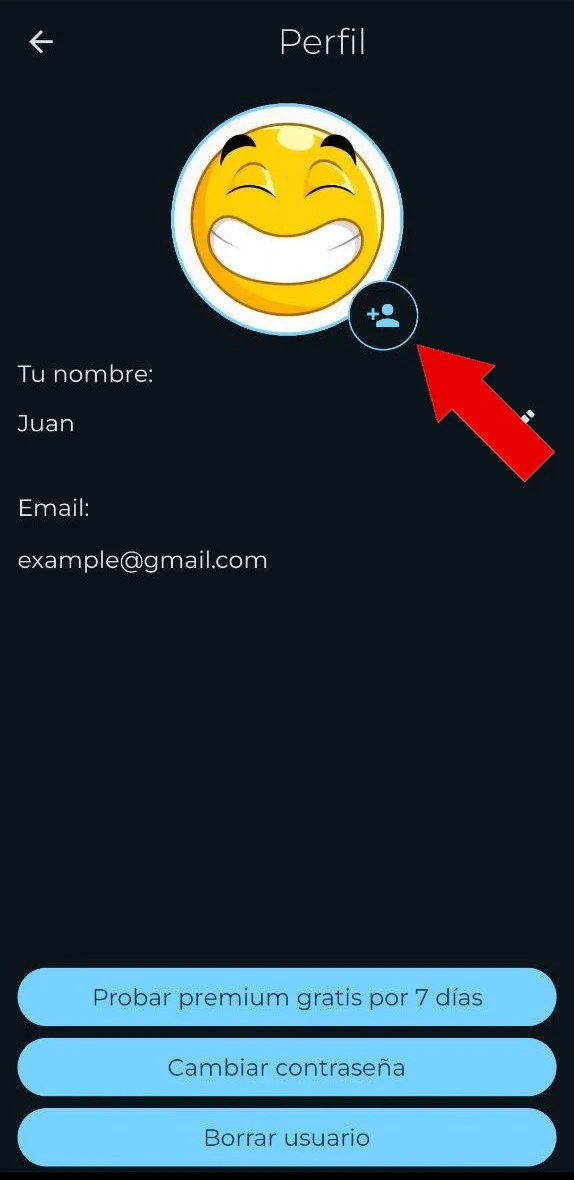 Perfil
Tu nombre:
Juan
Email:
example@gmail.com
Probar premium gratis por 7 días
Cambiar contraseña
Borrar usuario